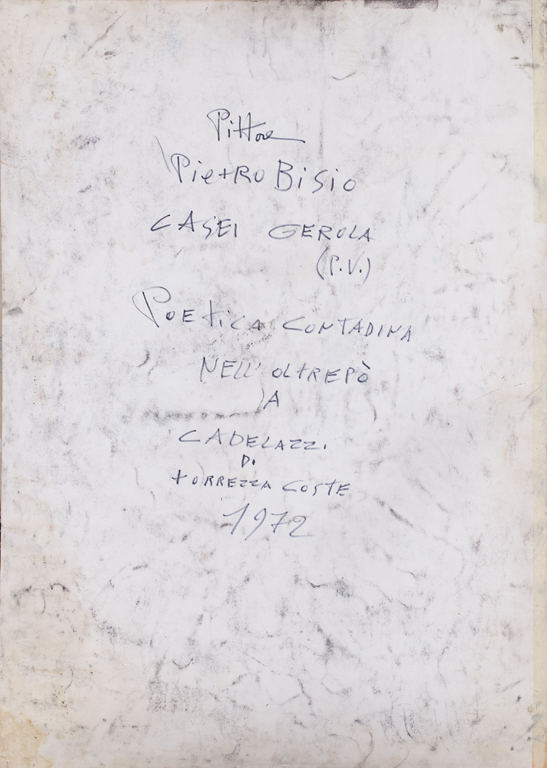 Pittore
PietRo BiSio
CASEI GEROLA
(P.V.)
POEtica CONTADINA
NELL' OLtREPÒ
A
CADELAZZI
Di
tORREZZA COSTE
1972